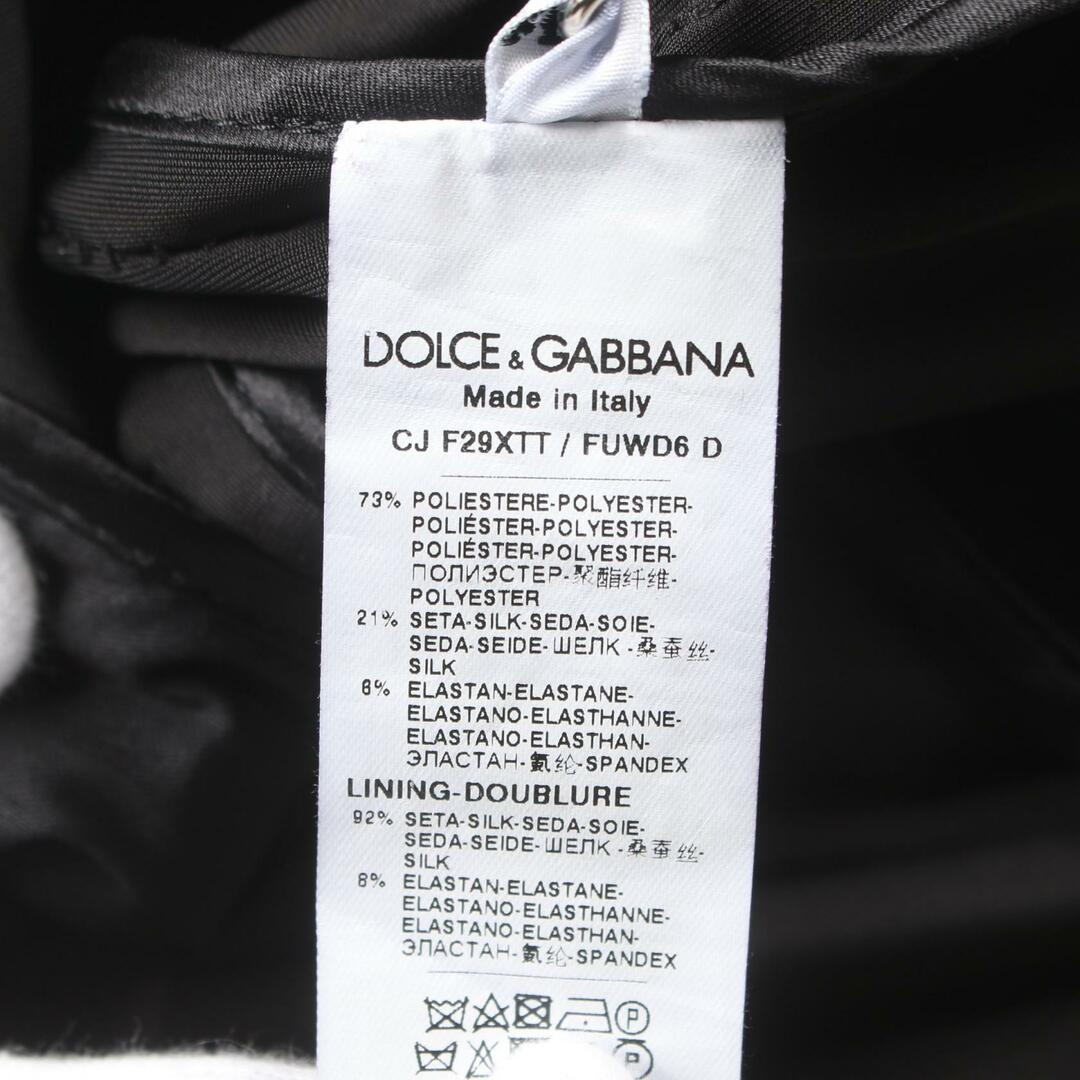 DOLCE & GABBANA
Made in Italy
CJ F29XTT / FUWD6 D
73% POLIESTERE-POLYESTER-
POLIÉSTER-POLYESTER-
POLIÉSTER-POLYESTER-
ПОЛИЭСТЕР-聚酯纤维-
POLYESTER
21% SETA-SILK-SEDA-SOIE-
SEDA-SEIDE-ШЕЛК-桑蚕丝-
SILK
6% ELASTAN-ELASTANE-
ELASTANO-ELASTHANNE-
ELASTANO-ELASTHAN-
ЭЛАСТАН-氨纶-SPANDEX
LINING-DOUBLURE
92% SETA-SILK-SEDA-SOIE-
SEDA-SEIDE-ШЕЛК-桑蚕丝-
SILK
8% ELASTAN-ELASTANE-
ELASTANO-ELASTHANNE-
ELASTANO-ELASTHAN-
ЭЛАСТАН-氨纶-SPANDEX
P
P